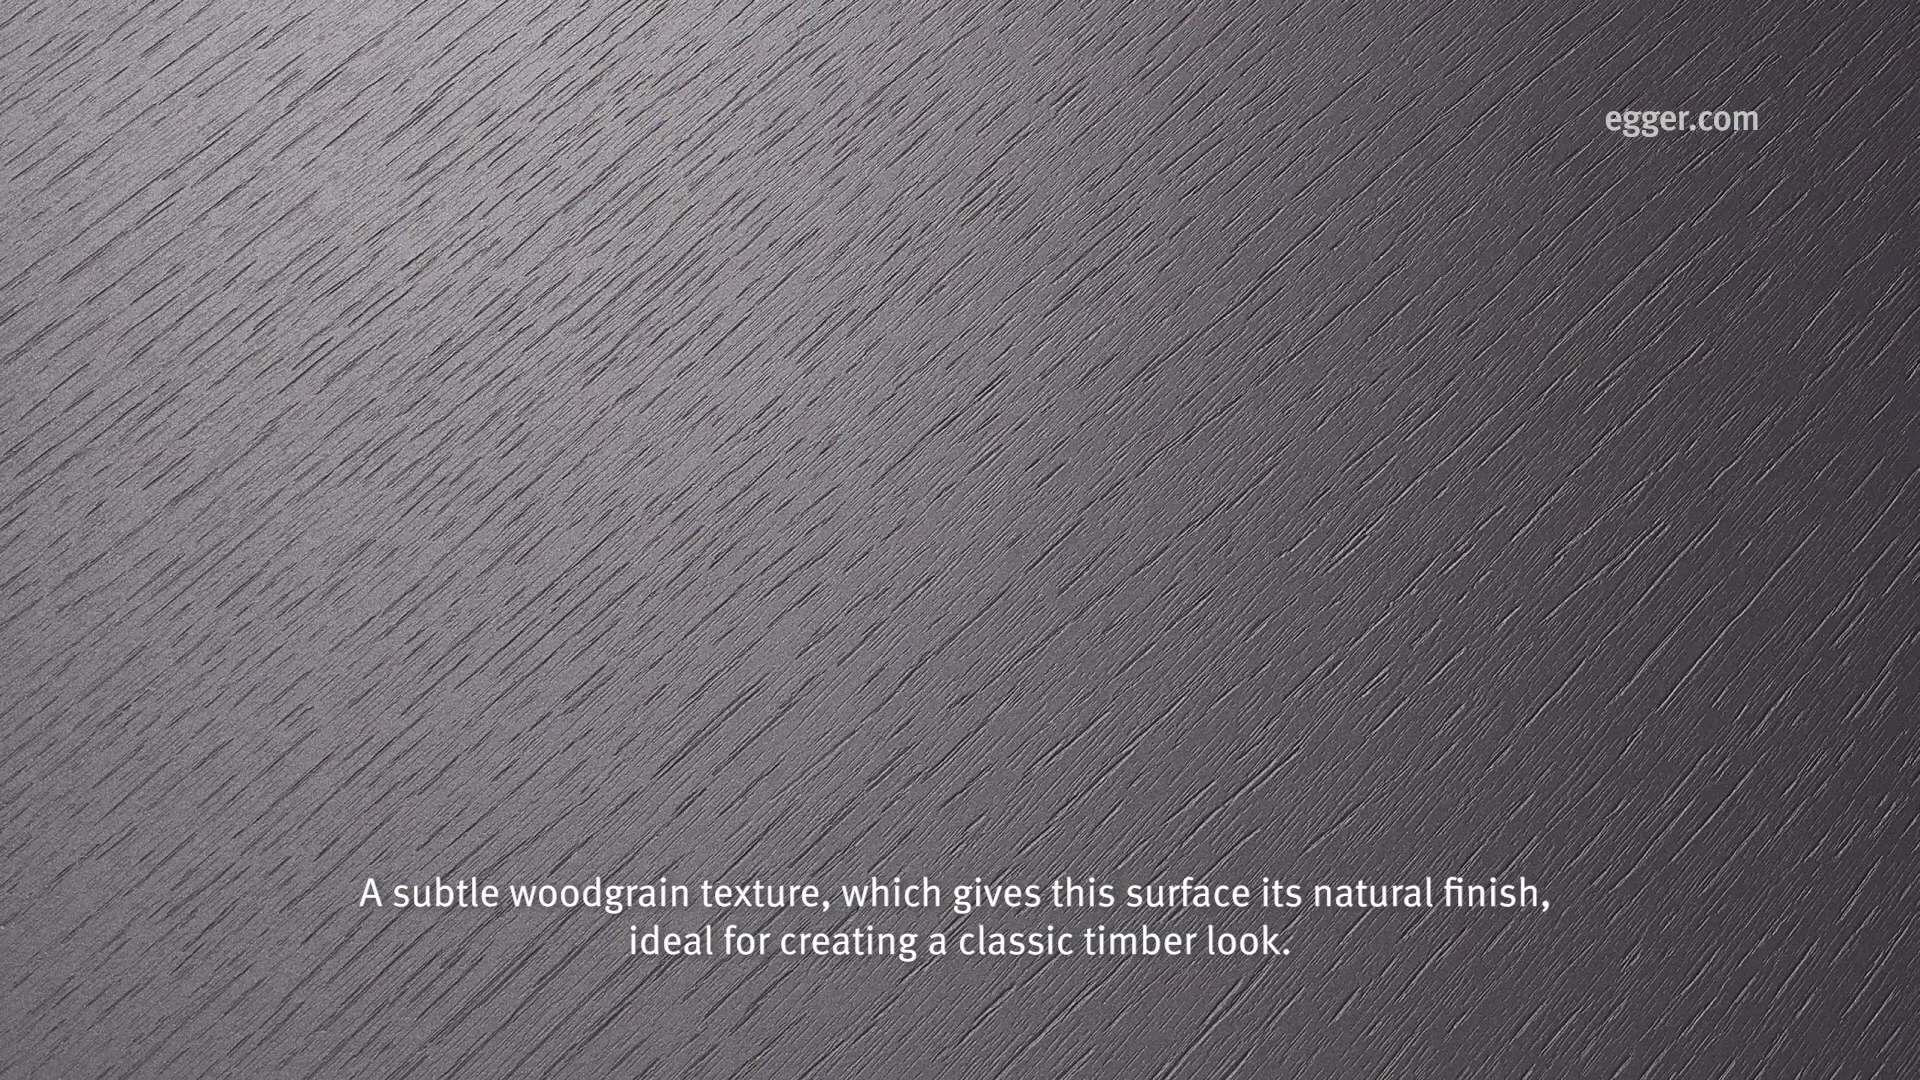 egger.com
A subtle woodgrain texture, which gives this surface its natural finish,
ideal for creating a classic timber look.